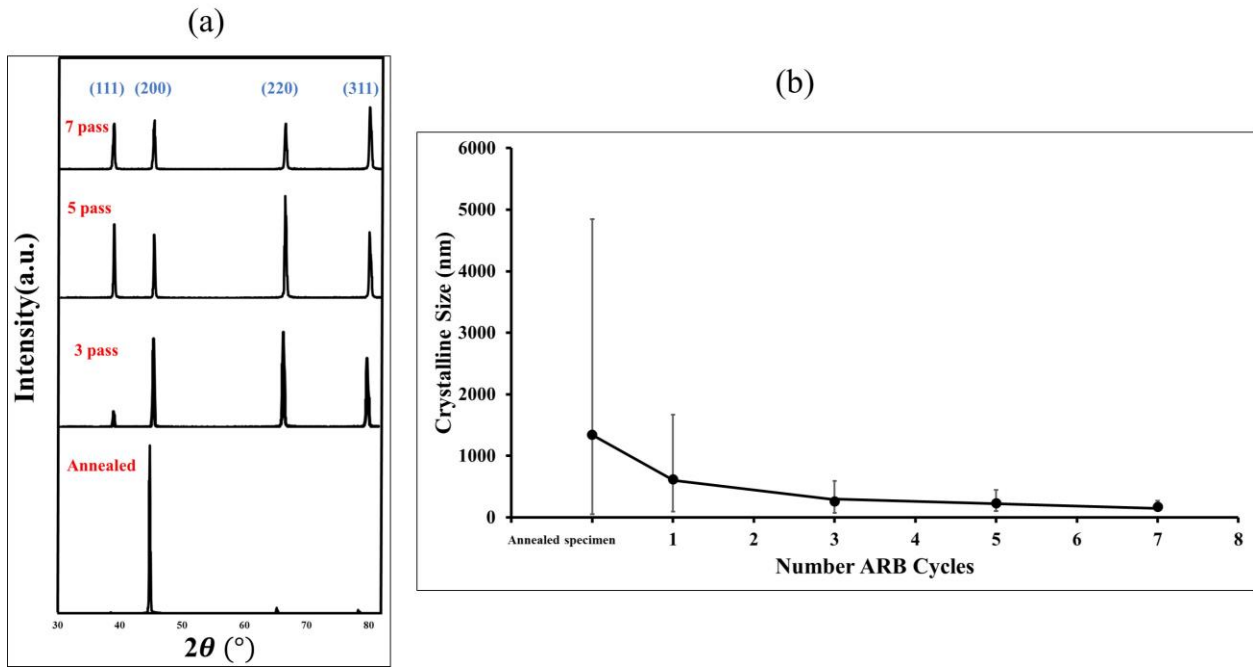 (a)
(111) (200) (220) (311)
7 pass
5 pass
3 pass
Annealed
Intensity(a.u.)
30 40 50 60 70 80
2θ (°)
(b)
6000
5000
4000
3000
2000
1000
0
Crystalline Size (nm)
Annealed specimen 1 2 3 4 5 6 7 8
Number ARB Cycles